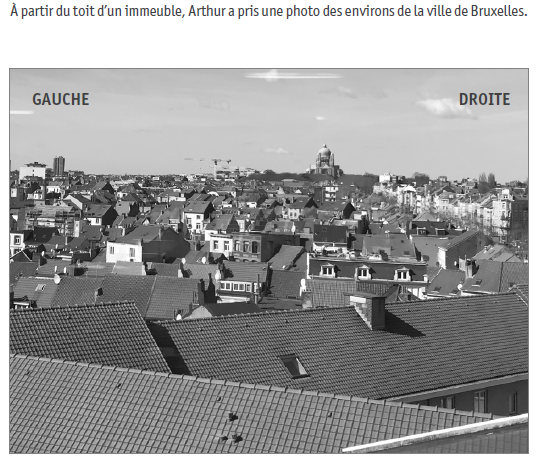 À partir du toit d’un immeuble, Arthur a pris une photo des environs de la ville de Bruxelles.
GAUCHE
DROITE